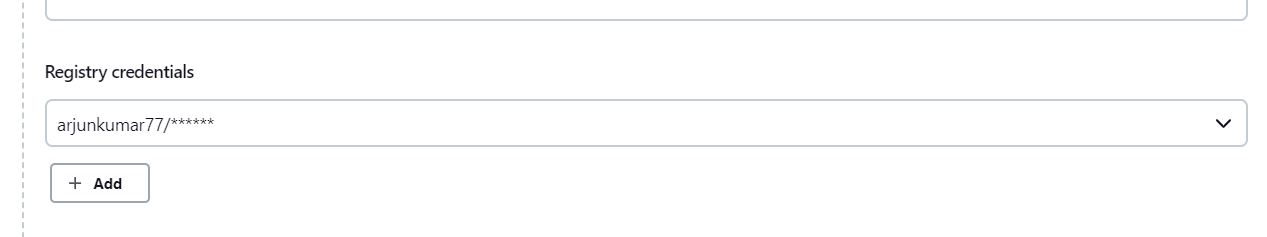 Registry credentials
arjunkumar77/******
+ Add